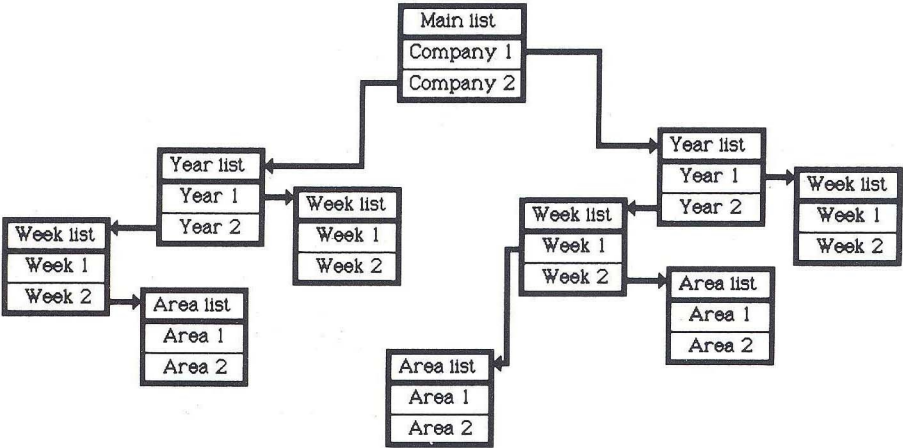 Main list
Company 1
Company 2
Year list
Year 1
Year 2
Year list
Year 1
Year 2
Week list
Week 1
Week 2
Week list
Week 1
Week 2
Week list
Week 1
Week 2
Week list
Week 1
Week 2
Area list
Area 1
Area 2
Area list
Area 1
Area 2
Area list
Area 1
Area 2